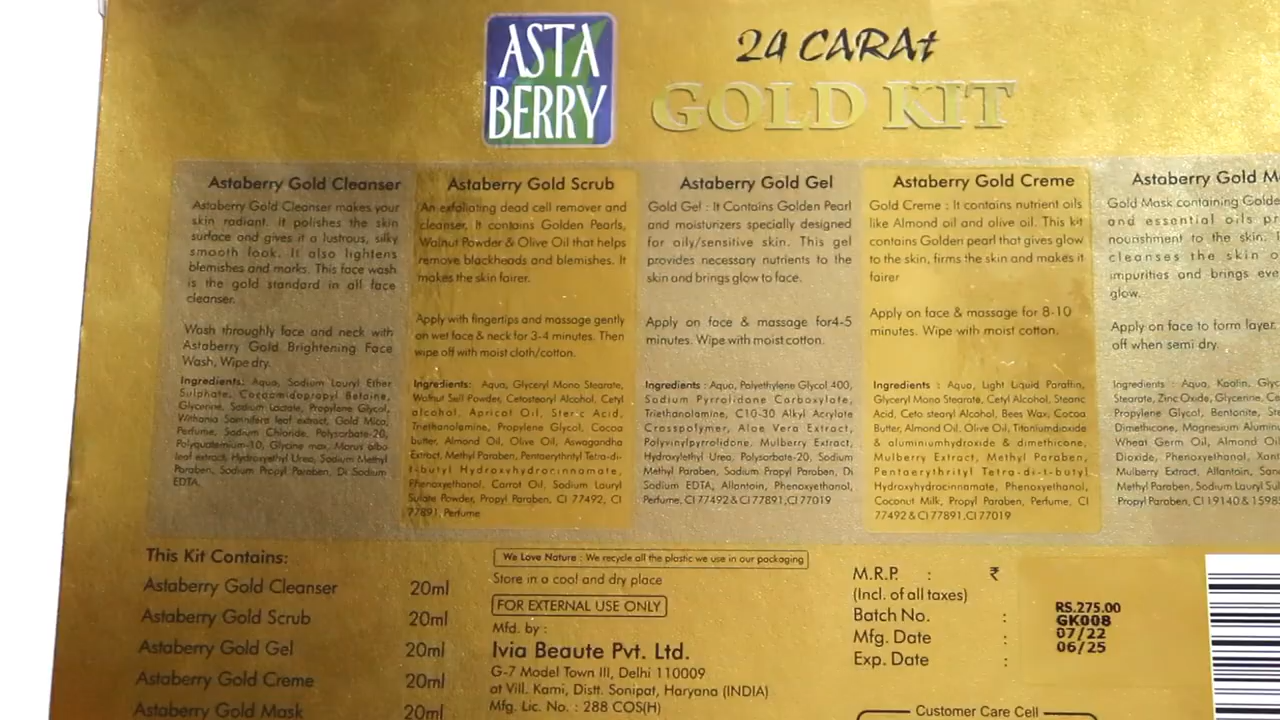 ASTA
BERRY
24 CARAt
GOLD KIT
Astaberry Gold Cleanser
Astaberry Gold Cleanser makes your
skin radiant. it polishes the skin
surface and gives it a lustrous, silky
smooth look. It also lightens
blemishes and marks. This face wash
is the gold standard in all face
cleanser.
Wash throughly face and neck with
Astaberry Gold Brightening Face
Wash, Wipe dry.
Ingredients: Aqua, Sodium Lauryl Ether
Sulphate, Cocoamidopropyl Betaine,
Glycerine, Sodium Lactate, Propylene Glycol,
Withania Somnifera leaf extract, Gold Mica,
Perfume, Sodium Chloride, Polysorbate-20,
Polyquaternium-10, Glycine max, Marus alba
leaf extract, Hydroxyethyl Urea, Sodium Methyl
Paraben, Sodium Propyl Paraben, Di Sodium
EDTA.
Astaberry Gold Scrub
An exfoliating dead cell remover and
cleanser, It contains Golden Pearls,
Walnut Powder & Olive Oil that helps
remove blackheads and blemishes. It
makes the skin fairer.
Apply with fingertips and massage gently
on wet face & neck for 3-4 minutes. Then
wipe off with moist cloth/cotton.
Ingredients: Aqua, Glyceryl Mono Stearate,
Walnut Sell Powder, Cetostearyl Alcohol, Cetyl
alcohol, Apricot Oil, Steric Acid,
Triethanolemine, Propylene Glycol, Cocoa
butter, Almond Oil, Olive Oil, Aswagandha
Extract, Methyl Paraben, Pentaerythrityl Tetra-di-
t-butyl Hydroxyhydrocinnamate,
Phenoxyethanol, Carrot Oil, Sodium Lauryl
Sulate Powder, Propyl Paraben, CI 77492, CI
77891, Perfume
Astaberry Gold Gel
Gold Gel : It Contains Golden Pearl
and moisturizers specially designed
for oily/sensitive skin. This gel
provides necessary nutrients to the
skin and brings glow to face.
Apply on face & massage for4-5
minutes. Wipe with moist cotton.
Ingredients : Aqua, Polyethylene Glycol 400,
Sodium Pyrrolidone Carboxylate,
Triethanolamine, C10-30 Alkyl Acrylate
Crosspolymer, Aloe Vera Extract,
Polyvinylpyrrolidone, Mulberry Extract,
Hydroxylethyl Urea, Polysorbate-20, Sodium
Methyl Paraben, Sodium Propyl Paraben, Di
Sodium EDTA, Allantoin, Phenoxyethanol,
Perfume, CI 77492 & CI 77891, CI 77019
Astaberry Gold Creme
Gold Creme : It contains nutrient oils
like Almond oil and olive oil. This kit
contains Golden pearl that gives glow
to the skin, firms the skin and makes it
fairer
Apply on face & massage for 8-10
minutes. Wipe with moist cotton.
Ingredients : Aqua, Light Liquid Paraffin,
Glyceryl Mono Stearate, Cetyl Alcohol, Stearic
Acid, Ceto stearyl Alcohol, Bees Wax, Cocoa
Butter, Almond Oil, Olive Oil, Titaniumdioxide
& aluminiumhydroxide & dimethicone,
Mulberry Extract, Methyl Paraben,
Pentaerythrityl Tetra-di-t-butyl
Hydroxyhydrocinnamate, Phenoxyethanol,
Coconut Milk, Propyl Paraben, Perfume, CI
77492 & CI 77891, CI 77019
Astaberry Gold
Gold Mask containing
and essential oils
nourishment to the skin.
cleanses the skin
impurities and brings
glow.
Apply on face to form layer.
off when semi dry.
Ingredients : Aqua, Kaolin,
Stearate, Zinc Oxide, Glycerine,
Propylene Glycol, Bentonite,
Dimethicone, Magnesium
Wheat Germ Oil, Almond
Dioxide, Phenoxyethanol,
Mulberry Extract, Allantoin,
Methyl Paraben, Sodium Lauryl
Propyl Paraben, CI 19140 &
This Kit Contains:
Astaberry Gold Cleanser 20ml
Astaberry Gold Scrub 20ml
Astaberry Gold Gel 20ml
Astaberry Gold Creme 20ml
Astaberry Gold Mask 20ml
We Love Nature : We recycle all the plastic we use in our packaging
Store in a cool and dry place
FOR EXTERNAL USE ONLY
Mfd. by :
Ivia Beaute Pvt. Ltd.
G-7 Model Town III, Delhi 110009
at Vill. Kami, Distt. Sonipat, Haryana (INDIA)
Mfg. Lic. No. : 288 COS(H)
M.R.P. : ₹ RS.275.00
(Incl. of all taxes)
Batch No. : GK008
Mfg. Date : 07/22
Exp. Date : 06/25
Customer Care Cell